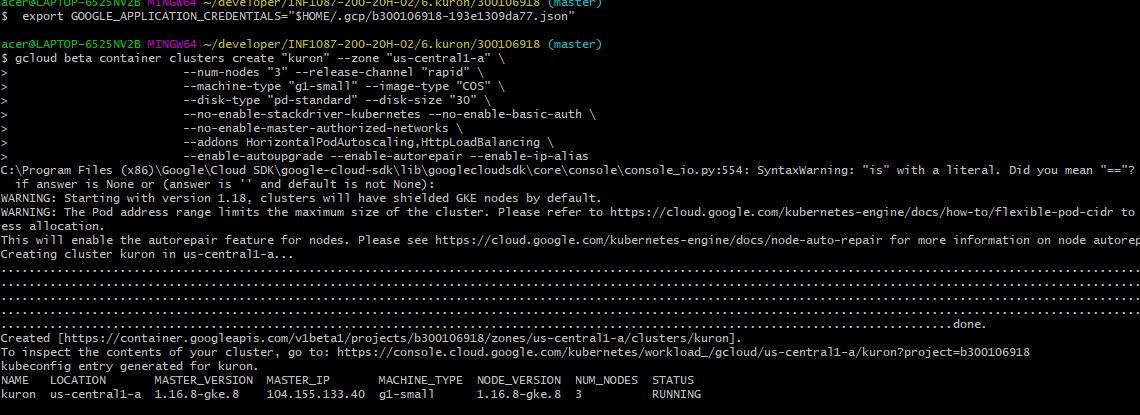 acer@LAPTOP-6525NV2B MINGW64 ~/developer/INF1087-200-20H-02/6.kuron/300106918 (master)
$  export GOOGLE_APPLICATION_CREDENTIALS="$HOME/.gcp/b300106918-193e1309da77.json"
acer@LAPTOP-6525NV2B MINGW64 ~/developer/INF1087-200-20H-02/6.kuron/300106918 (master)
$ gcloud beta container clusters create "kuron" --zone "us-central1-a" \
>                       --num-nodes "3" --release-channel "rapid" \
>                       --machine-type "g1-small" --image-type "COS" \
>                       --disk-type "pd-standard" --disk-size "30" \
>                       --no-enable-stackdriver-kubernetes --no-enable-basic-auth \
>                       --no-enable-master-authorized-networks \
>                       --addons HorizontalPodAutoscaling,HttpLoadBalancing \
>                       --enable-autoupgrade --enable-autorepair --enable-ip-alias
C:\Program Files (x86)\Google\Cloud SDK\google-cloud-sdk\lib\googlecloudsdk\core\console\console_io.py:554: SyntaxWarning: "is" with a literal. Did you mean "=="?
  if answer is None or (answer is '' and default is not None):
WARNING: Starting with version 1.18, clusters will have shielded GKE nodes by default.
WARNING: The Pod address range limits the maximum size of the cluster. Please refer to https://cloud.google.com/kubernetes-engine/docs/how-to/flexible-pod-cidr to
ess allocation.
This will enable the autorepair feature for nodes. Please see https://cloud.google.com/kubernetes-engine/docs/node-auto-repair for more information on node autorep
Creating cluster kuron in us-central1-a...
done.
Created [https://container.googleapis.com/v1beta1/projects/b300106918/zones/us-central1-a/clusters/kuron].
To inspect the contents of your cluster, go to: https://console.cloud.google.com/kubernetes/workload_/gcloud/us-central1-a/kuron?project=b300106918
kubeconfig entry generated for kuron.
NAME   LOCATION       MASTER_VERSION  MASTER_IP       MACHINE_TYPE  NODE_VERSION  NUM_NODES  STATUS
kuron  us-central1-a  1.16.8-gke.8    104.155.133.40  g1-small      1.16.8-gke.8  3          RUNNING